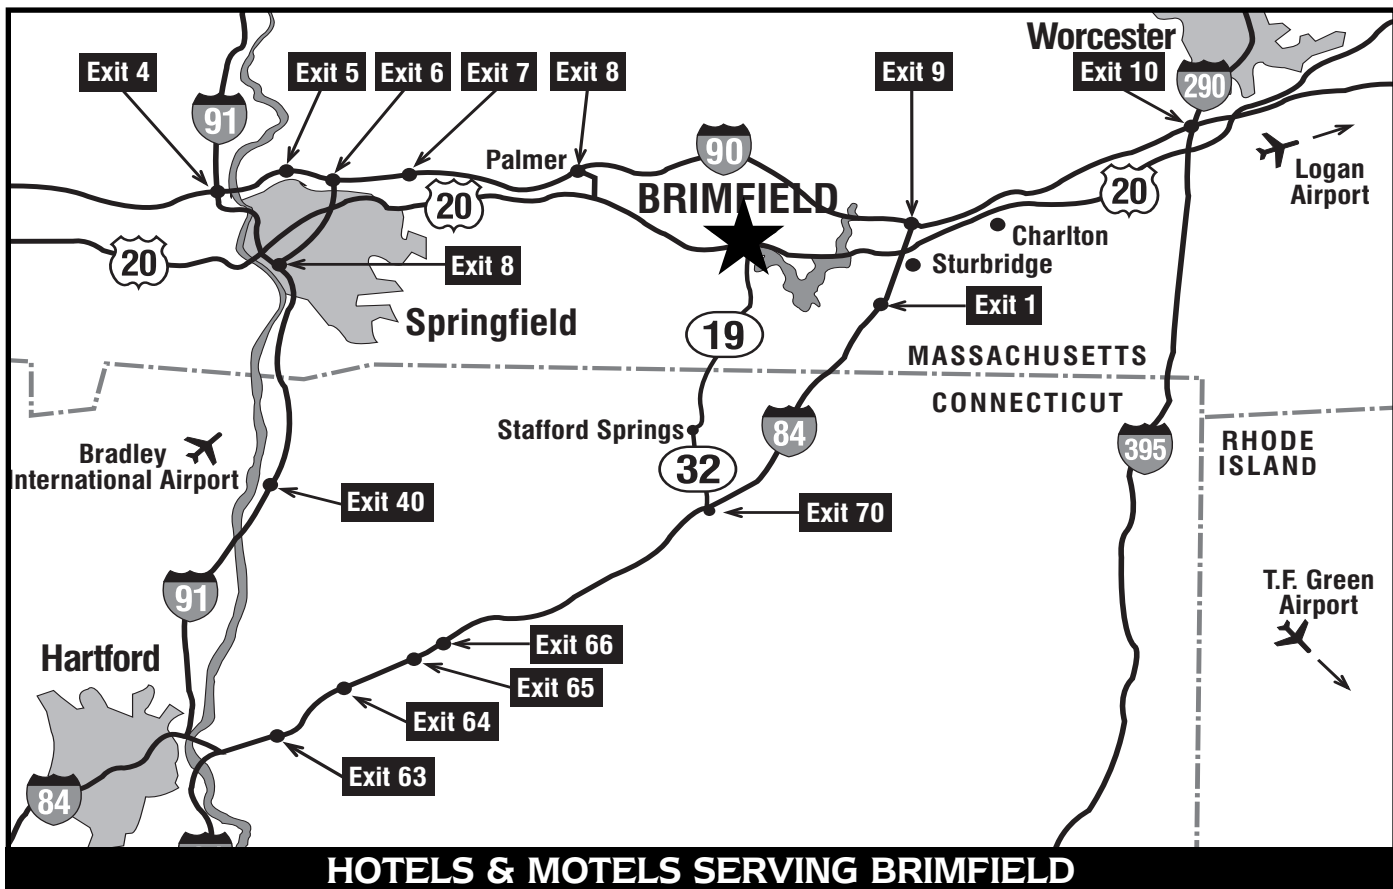 Worcester
Exit 4
Exit 5
Exit 6
Exit 7
Exit 8
Exit 9
Exit 10
290
91
90
Palmer
Logan
Airport
BRIMFIELD
20
20
Charlton
20
Exit 8
Sturbridge
Exit 1
Springfield
19
MASSACHUSETTS
CONNECTICUT
Stafford Springs
84
395
RHODE
ISLAND
Bradley
International Airport
32
Exit 40
Exit 70
91
T.F. Green
Airport
Exit 66
Hartford
Exit 65
Exit 64
Exit 63
84
HOTELS & MOTELS SERVING BRIMFIELD